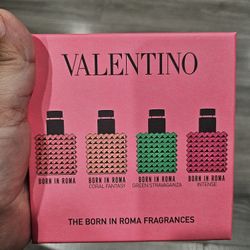 VALENTINO
BORN IN ROMA
BORN IN ROMA
CORAL FANTASY
BORN IN ROMA
GREEN STRAVAGANZA
BORN IN ROMA
INTENSE
THE BORN IN ROMA FRAGRANCES